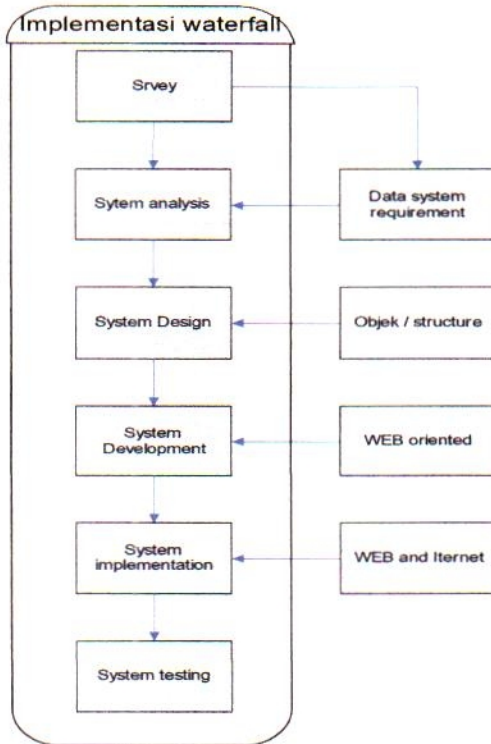 Implementasi waterfall
Srvey
Sytem analysis
Data system
requirement
System Design
Objek / structure
System
Development
WEB oriented
System
implementation
WEB and Iternet
System testing